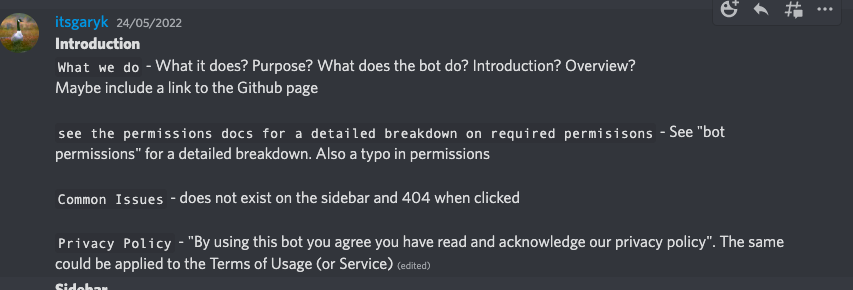 itsgaryk 24/05/2022
Introduction
What we do - What it does? Purpose? What does the bot do? Introduction? Overview?
Maybe include a link to the Github page
see the permissions docs for a detailed breakdown on required permisisons - See "bot
permissions" for a detailed breakdown. Also a typo in permissions
Common Issues - does not exist on the sidebar and 404 when clicked
Privacy Policy - "By using this bot you agree you have read and acknowledge our privacy policy". The same
could be applied to the Terms of Usage (or Service) (edited)
Sidebar